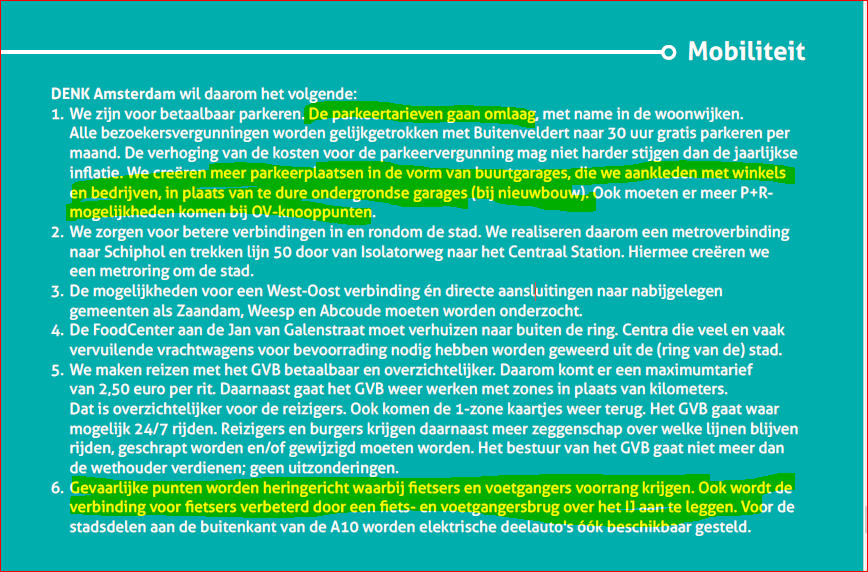 Mobiliteit
DENK Amsterdam wil daarom het volgende:
1. We zijn voor betaalbaar parkeren. De parkeertarieven gaan omlaag, met name in de woonwijken.
Alle bezoekersvergunningen worden gelijkgetrokken met Buitenveldert naar 30 uur gratis parkeren per
maand. De verhoging van de kosten voor de parkeervergunning mag niet harder stijgen dan de jaarlijkse
inflatie. We creëren meer parkeerplaatsen in de vorm van buurtgarages, die we aankleden met winkels
en bedrijven, in plaats van te dure ondergrondse garages (bij nieuwbouw). Ook moeten er meer P+R-
mogelijkheden komen bij OV-knooppunten.
2. We zorgen voor betere verbindingen in en rondom de stad. We realiseren daarom een metroverbinding
naar Schiphol en trekken lijn 50 door van Isolatorweg naar het Centraal Station. Hiermee creëren we
een metroring om de stad.
3. De mogelijkheden voor een West-Oost verbinding én directe aansluitingen naar nabijgelegen
gemeenten als Zaandam, Weesp en Abcoude moeten worden onderzocht.
4. De FoodCenter aan de Jan van Galenstraat moet verhuizen naar buiten de ring. Centra die veel en vaak
vervuilende vrachtwagens voor bevoorrading nodig hebben worden geweerd uit de (ring van de) stad.
5. We maken reizen met het GVB betaalbaar en overzichtelijker. Daarom komt er een maximumtarief
van 2,50 euro per rit. Daarnaast gaat het GVB weer werken met zones in plaats van kilometers.
Dat is overzichtelijker voor de reizigers. Ook komen de 1-zone kaartjes weer terug. Het GVB gaat waar
mogelijk 24/7 rijden. Reizigers en burgers krijgen daarnaast meer zeggenschap over welke lijnen blijven
rijden, geschrapt worden en/of gewijzigd moeten worden. Het bestuur van het GVB gaat niet meer dan
de wethouder verdienen; geen uitzonderingen.
6. Gevaarlijke punten worden heringericht waarbij fietsers en voetgangers voorrang krijgen. Ook wordt de
verbinding voor fietsers verbeterd door een fiets- en voetgangersbrug over het IJ aan te leggen. Voor de
stadsdelen aan de buitenkant van de A10 worden elektrische deelauto's óók beschikbaar gesteld.